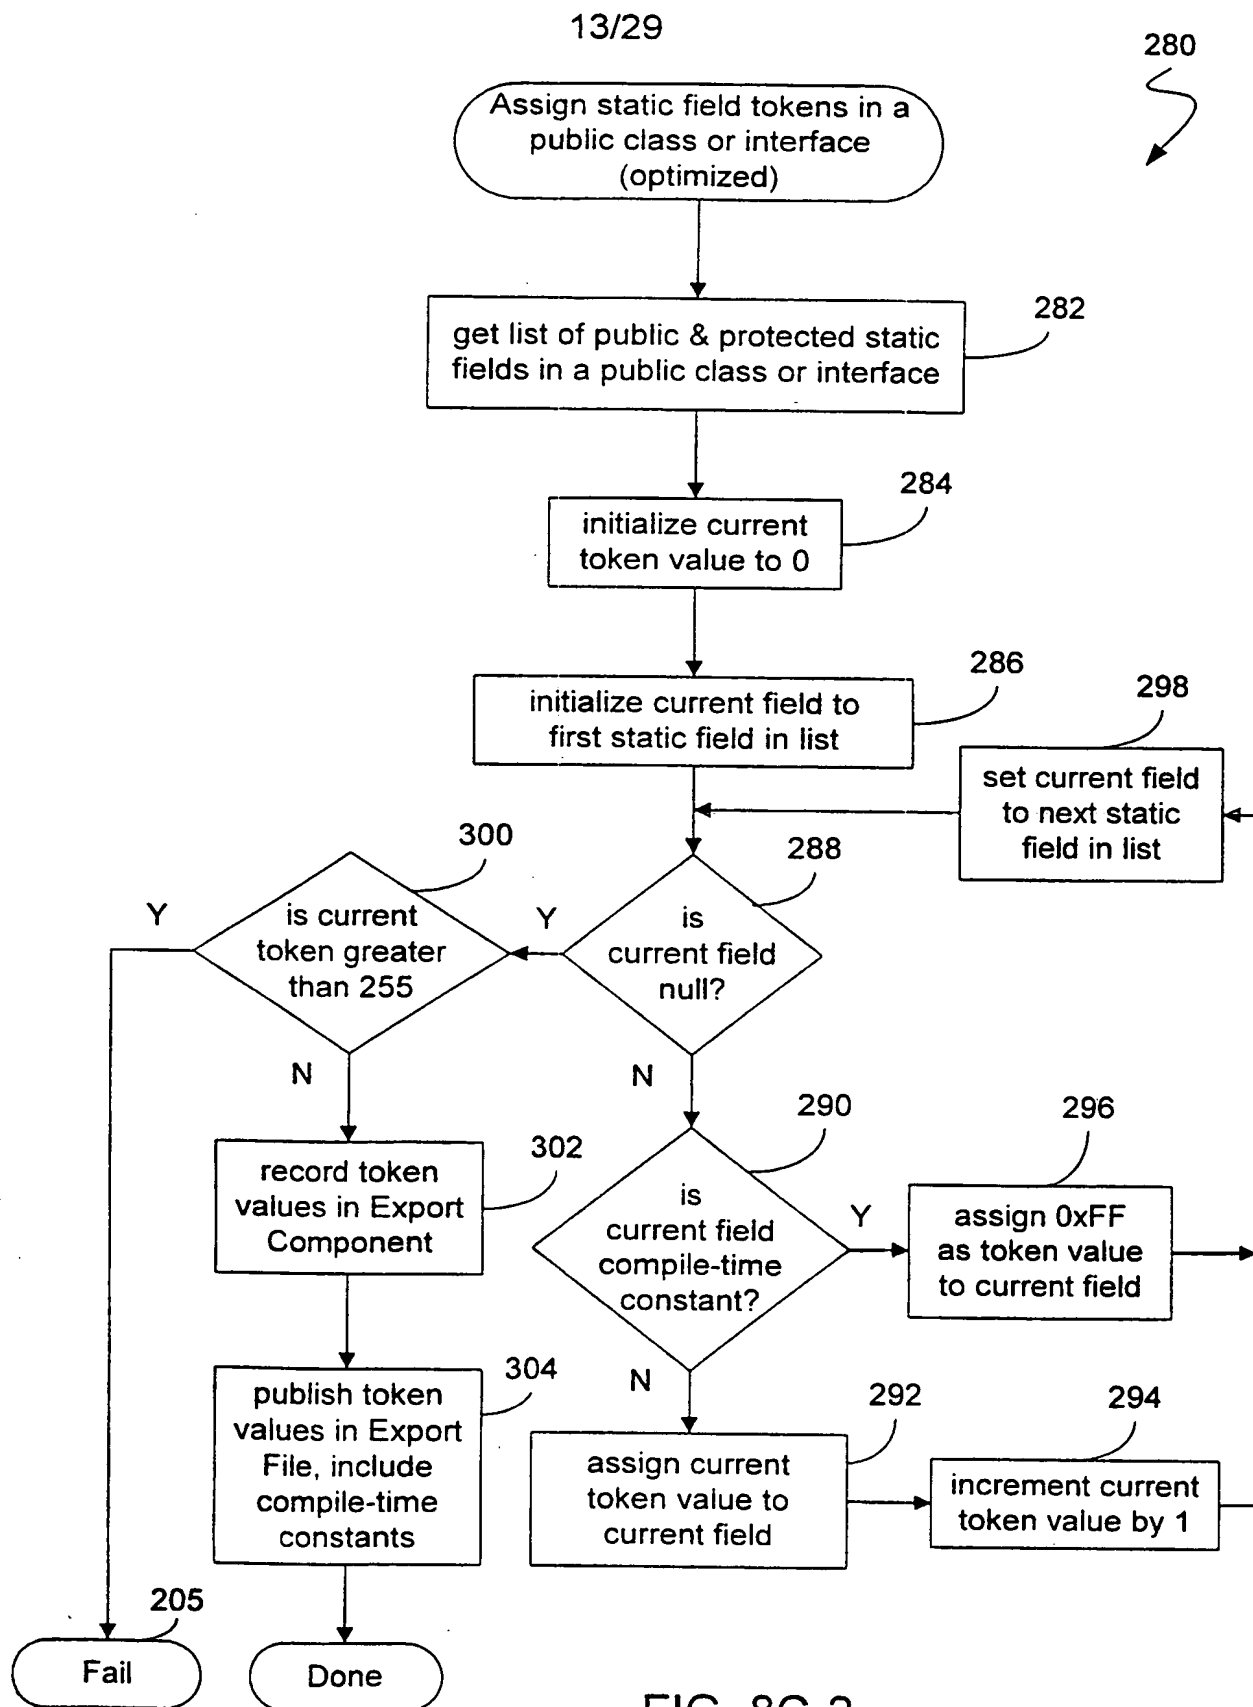 13/29
280
Assign static field tokens in a
public class or interface
(optimized)
282
get list of public & protected static
fields in a public class or interface
284
initialize current
token value to 0
286
initialize current field to
first static field in list
298
set current field
to next static
field in list
300
is current
token greater
than 255
Y
N
288
is
current field
null?
Y
N
290
is
current field
compile-time
constant?
Y
N
296
assign 0xFF
as token value
to current field
302
record token
values in Export
Component
304
publish token
values in Export
File, include
compile-time
constants
292
assign current
token value to
current field
294
increment current
token value by 1
205
Fail
Done
FIG. 8C-2